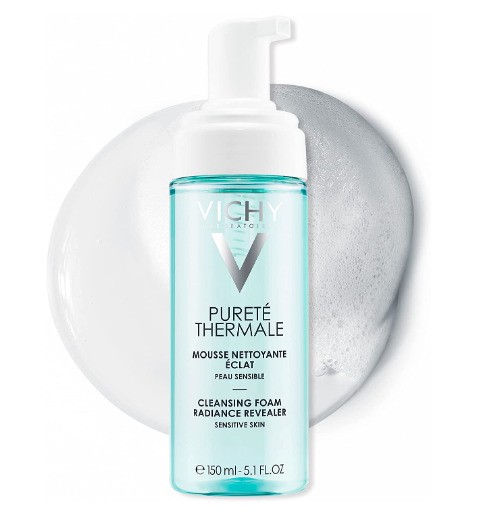 VICHY
LABORATOIRES
V
PURETÉ
THERMALE
MOUSSE NETTOYANTE
ÉCLAT
PEAU SENSIBLE
CLEANSING FOAM
RADIANCE REVEALER
SENSITIVE SKIN
℮ 150 ml - 5.1 FL.OZ